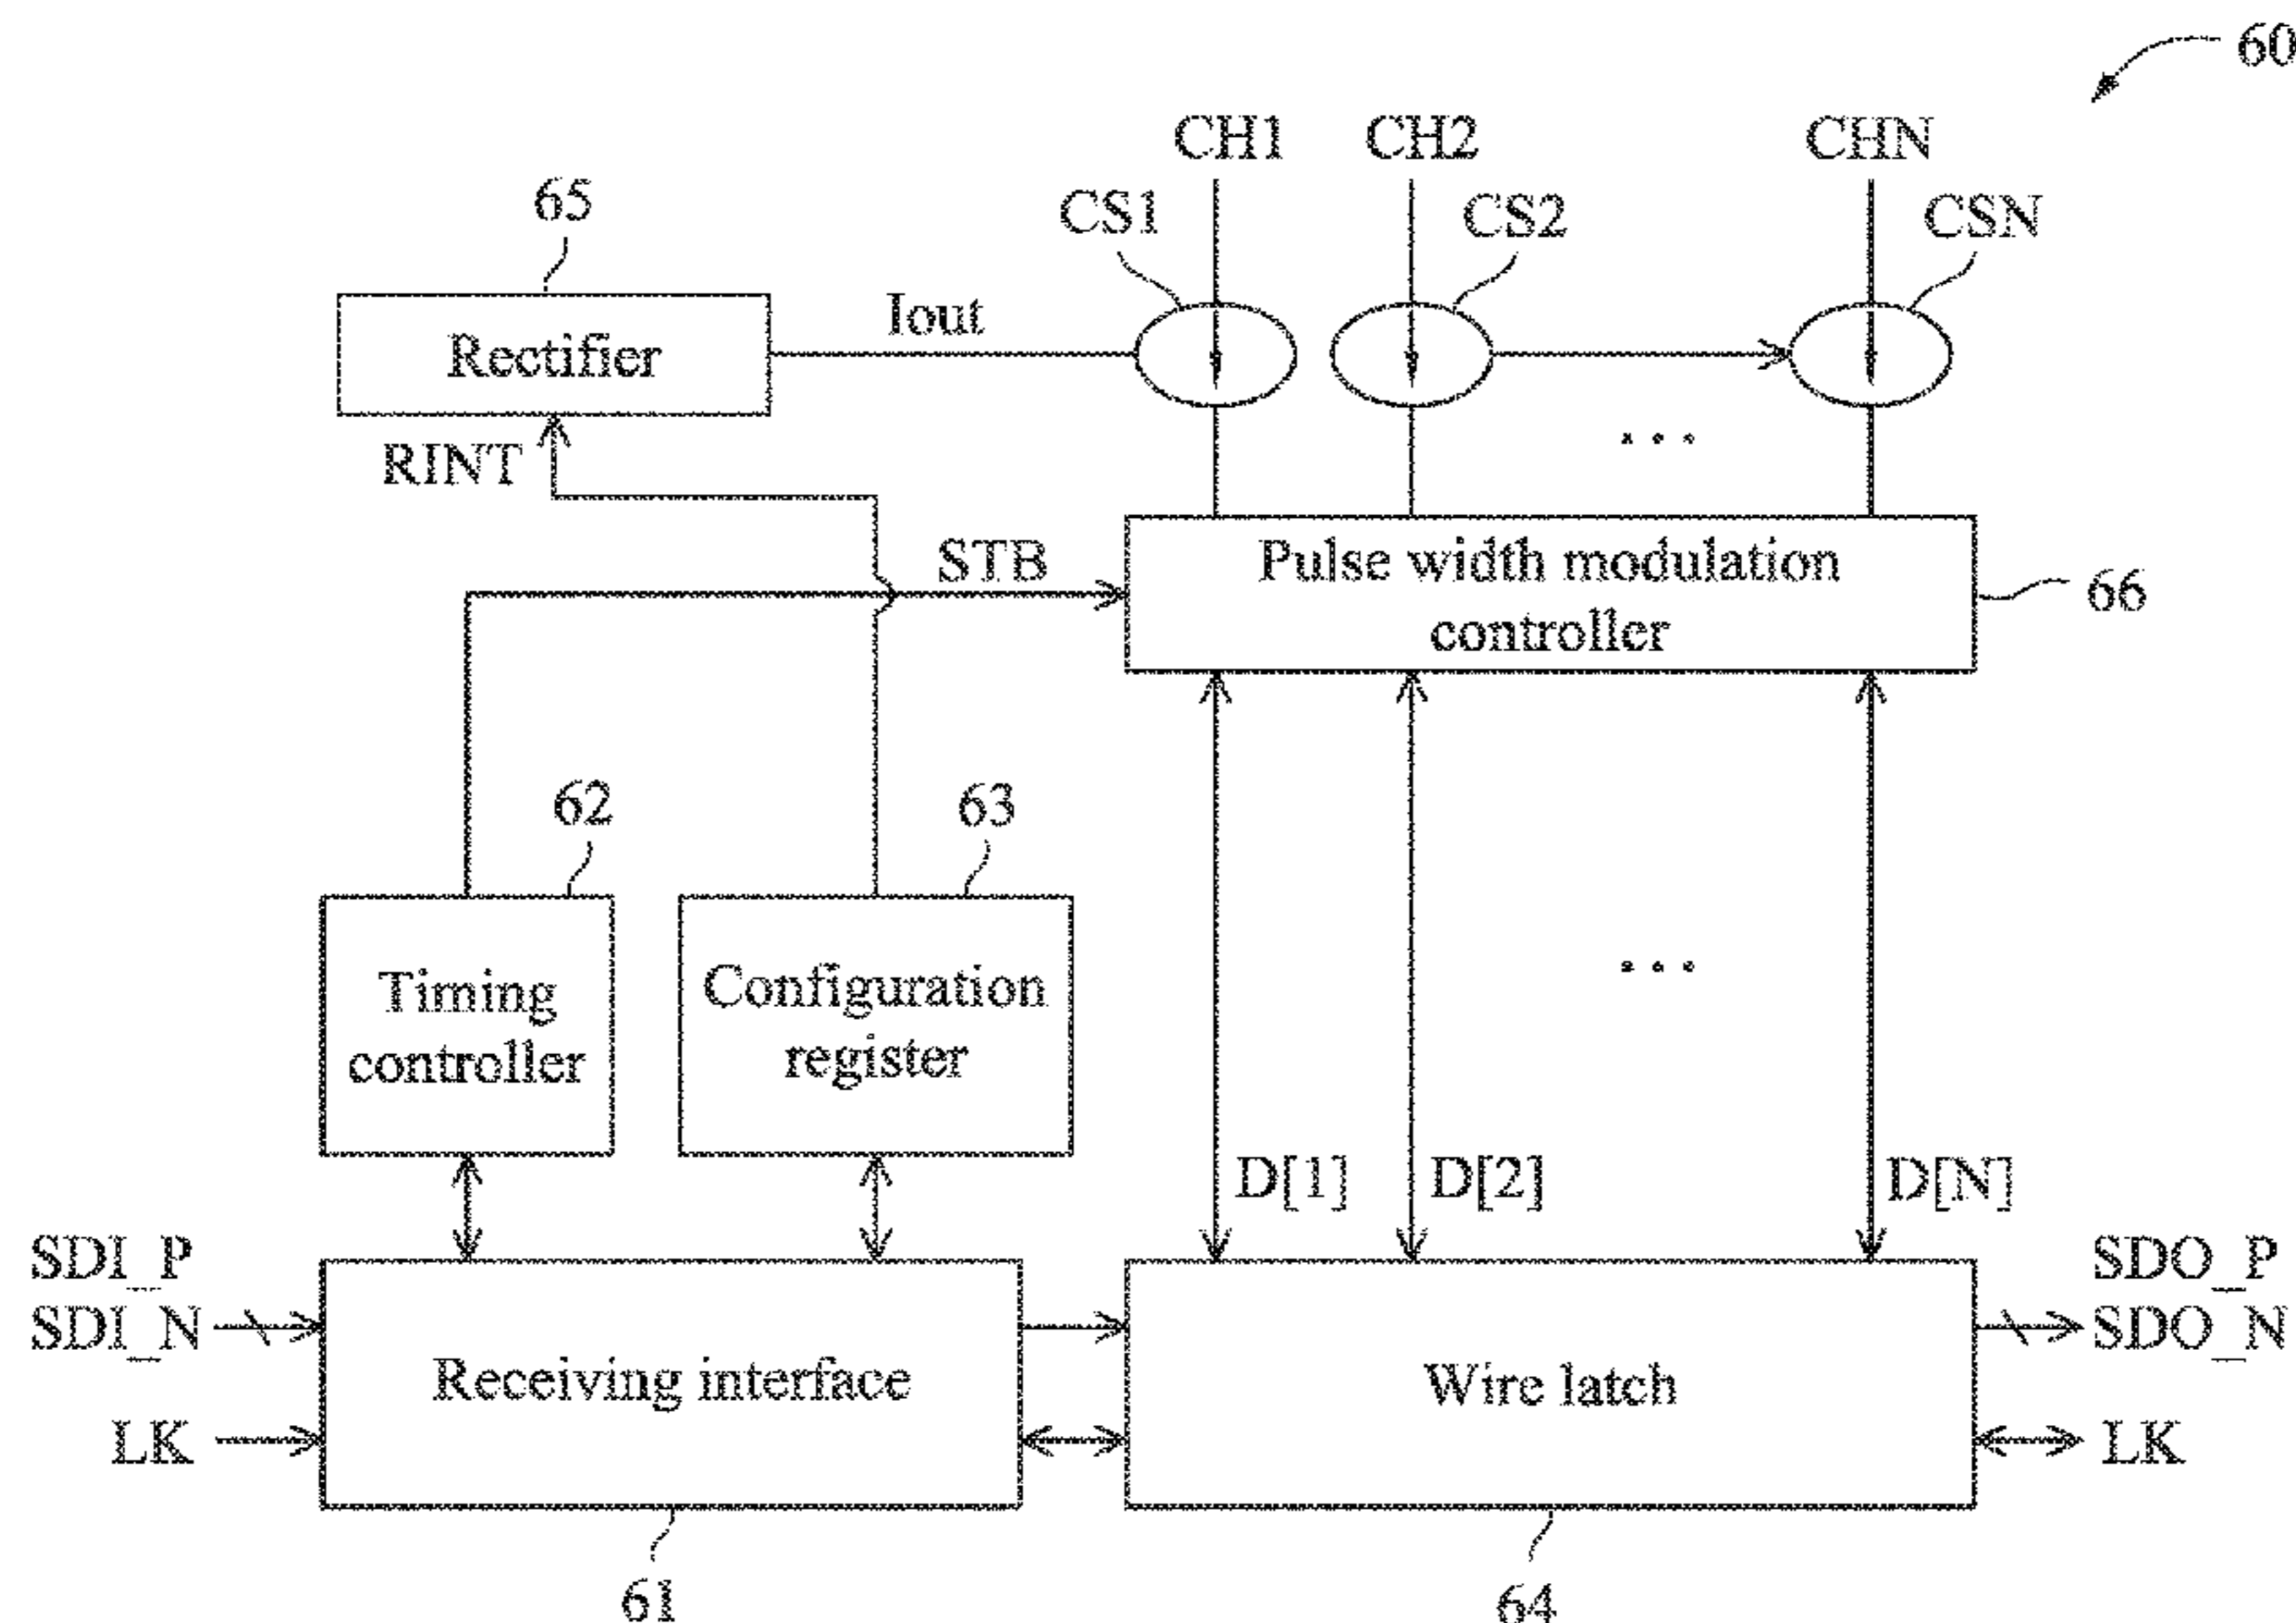 60
CH1
CH2
CHN
65
CS1
CS2
CSN
Rectifier
Iout
RINT
STB
Pulse width modulation
controller
66
62
63
Timing
controller
Configuration
register
D[1]
D[2]
D[N]
SDI_P
SDI_N
LK
Receiving interface
Wire latch
SDO_P
SDO_N
LK
61
64